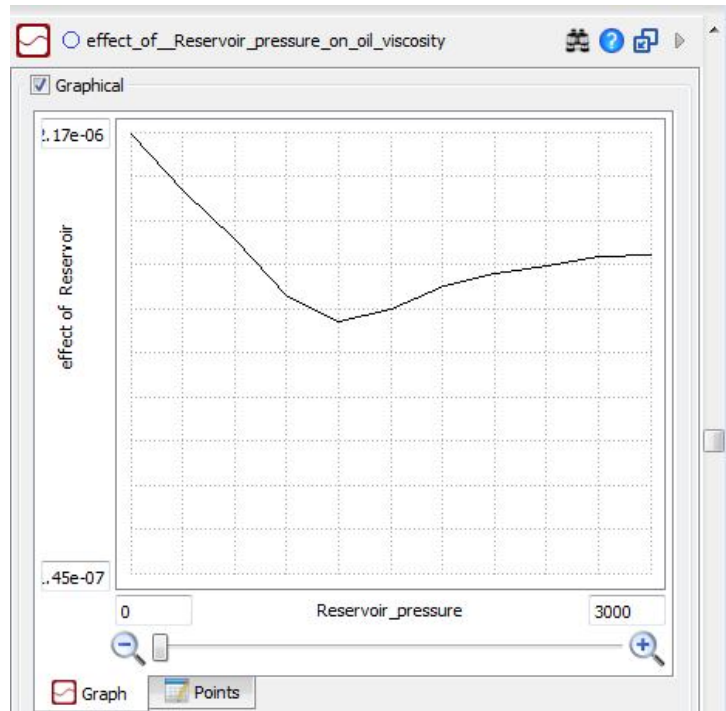 effect_of__Reservoir_pressure_on_oil_viscosity
Graphical
.17e-06
effect of Reservoir
.45e-07
0
Reservoir_pressure
3000
Graph
Points